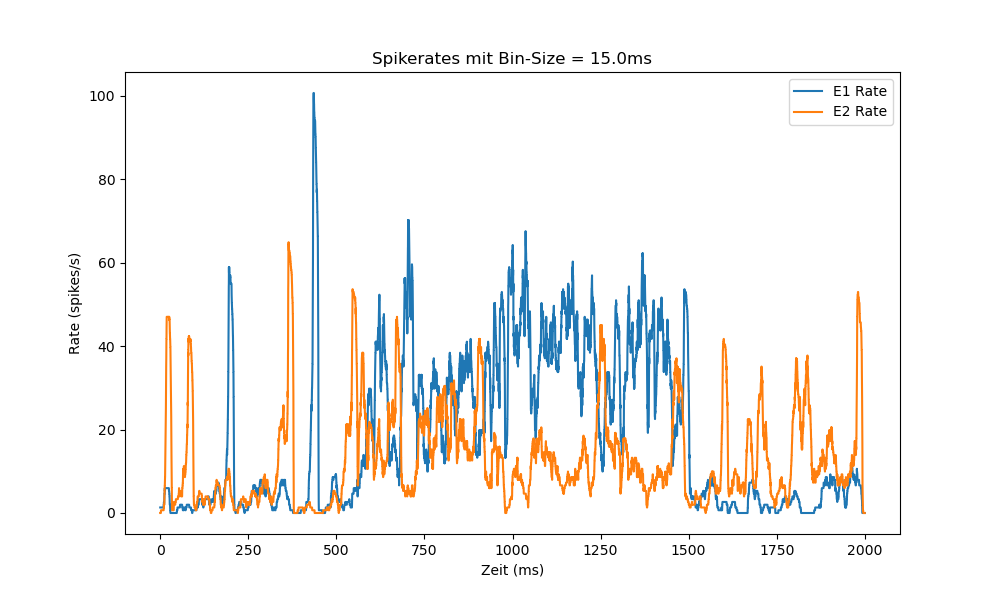 Spikerates mit Bin-Size = 15.0ms
E1 Rate
E2 Rate
Rate (spikes/s)
100
80
60
40
20
0
0 250 500 750 1000 1250 1500 1750 2000
Zeit (ms)